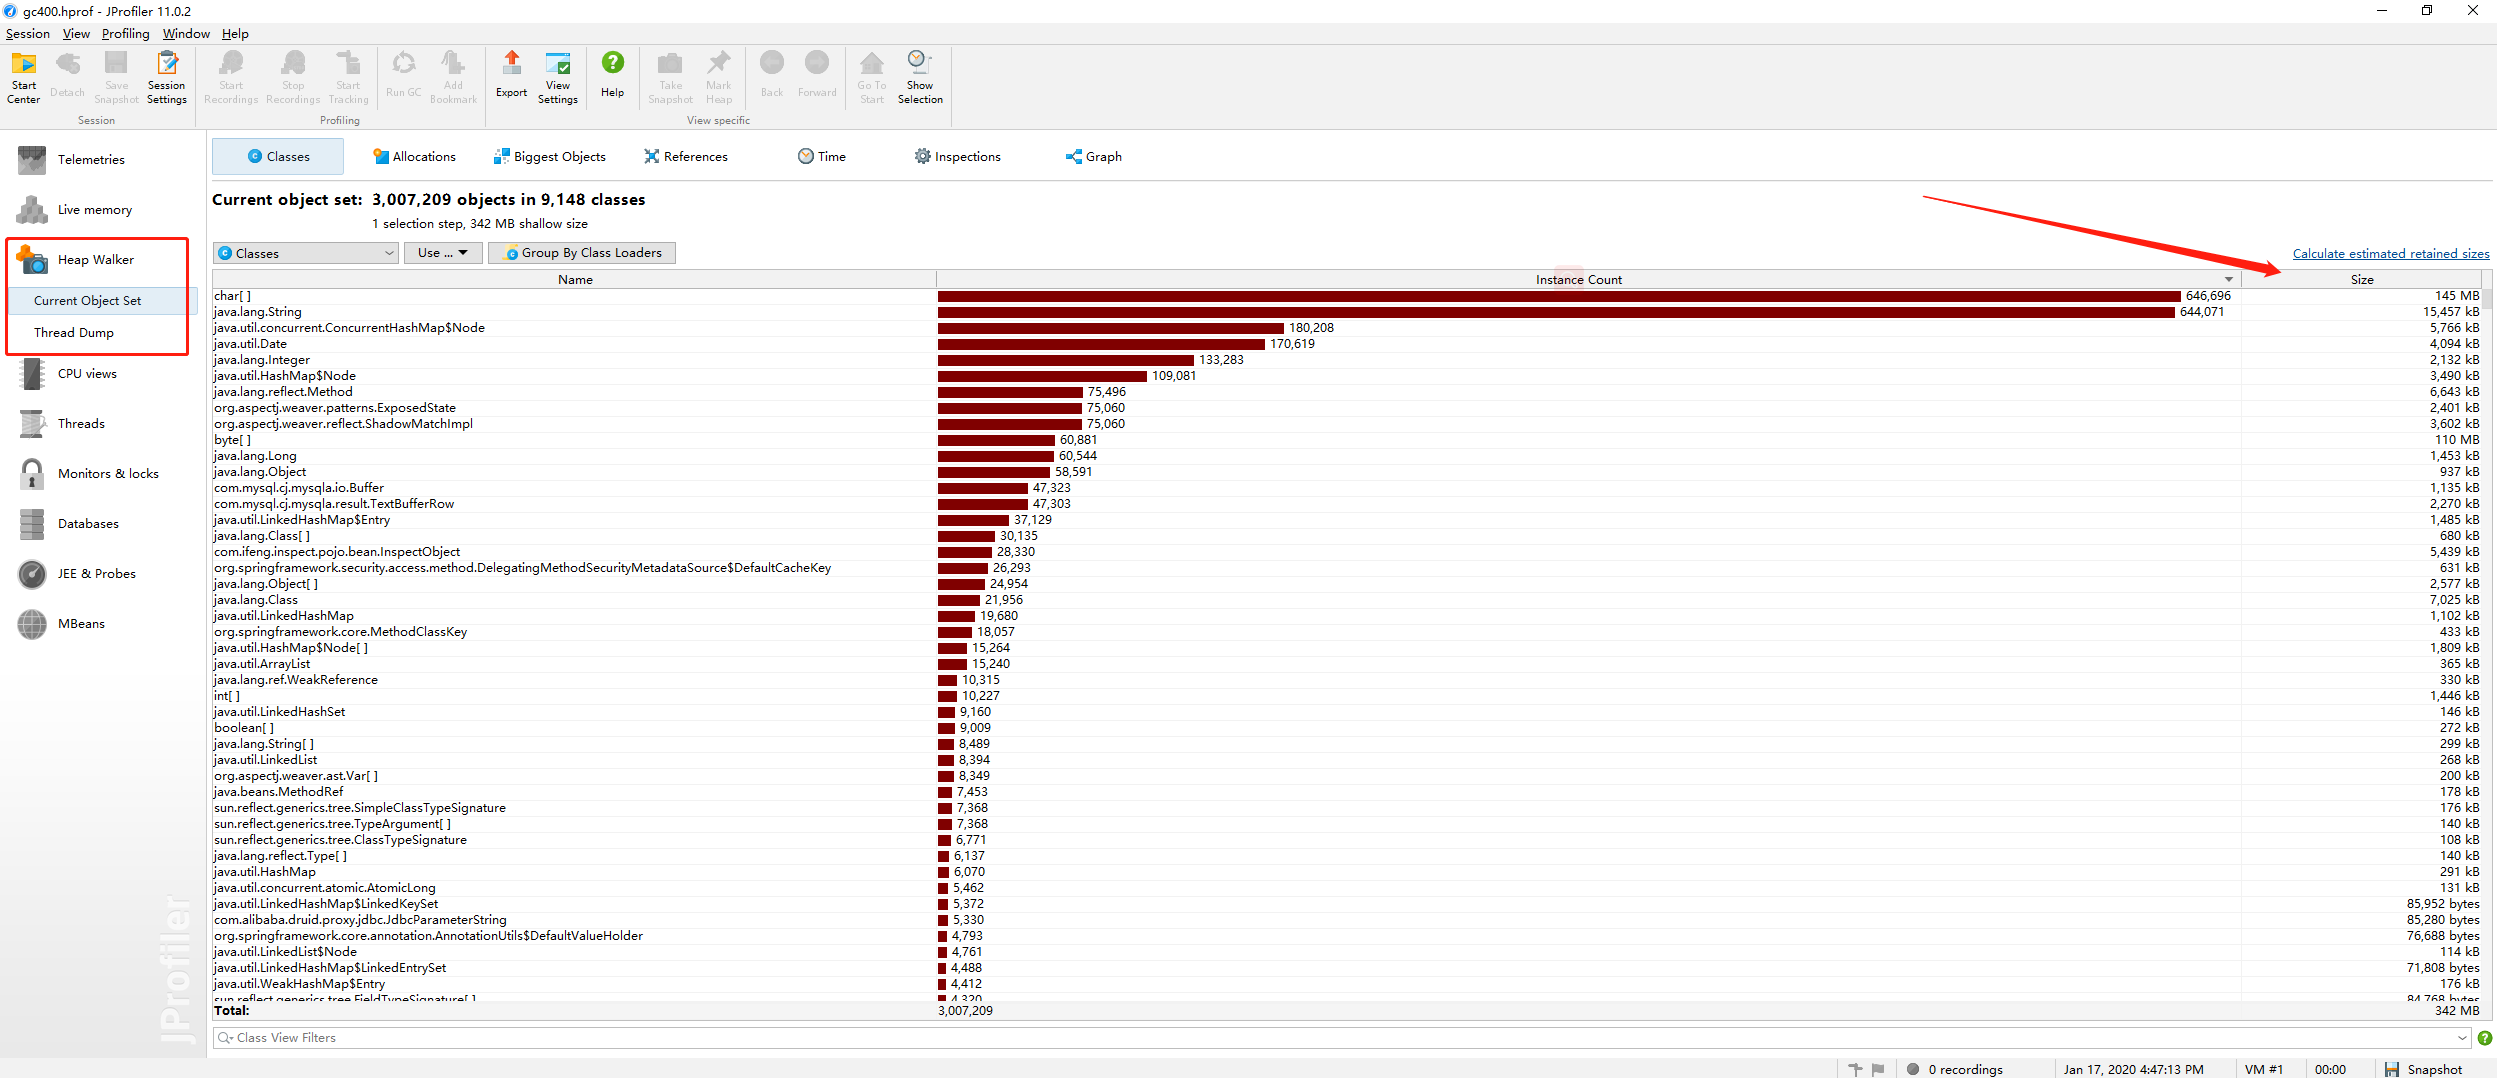 gc400.hprof - JProfiler 11.0.2
Session View Profiling Window Help
Start Center Detach Save Snapshot Session Settings Start Recordings Stop Recordings Start Tracking Run GC Add Bookmark Export View Settings Help Take Snapshot Mark Heap Back Forward Go To Start Show Selection
Session Profiling View specific
Telemetries
Live memory
Heap Walker
Current Object Set
Thread Dump
CPU views
Threads
Monitors & locks
Databases
JEE & Probes
MBeans
JProfiler
Classes Allocations Biggest Objects References Time Inspections Graph
Current object set: 3,007,209 objects in 9,148 classes
1 selection step, 342 MB shallow size
Classes Use ... Group By Class Loaders Calculate estimated retained sizes
Name Instance Count Size
char[ ] 646,696 145 MB
java.lang.String 644,071 15,457 kB
java.util.concurrent.ConcurrentHashMap$Node 180,208 5,766 kB
java.util.Date 170,619 4,094 kB
java.lang.Integer 133,283 2,132 kB
java.util.HashMap$Node 109,081 3,490 kB
java.lang.reflect.Method 75,496 6,643 kB
org.aspectj.weaver.patterns.ExposedState 75,060 2,401 kB
org.aspectj.weaver.reflect.ShadowMatchImpl 75,060 3,602 kB
byte[ ] 60,881 110 MB
java.lang.Long 60,544 1,453 kB
java.lang.Object 58,591 937 kB
com.mysql.cj.mysqla.io.Buffer 47,323 1,135 kB
com.mysql.cj.mysqla.result.TextBufferRow 47,303 2,270 kB
java.util.LinkedHashMap$Entry 37,129 1,485 kB
java.lang.Class[ ] 30,135 680 kB
com.ifeng.inspect.pojo.bean.InspectObject 28,330 5,439 kB
org.springframework.security.access.method.DelegatingMethodSecurityMetadataSource$DefaultCacheKey 26,293 631 kB
java.lang.Object[ ] 24,954 2,577 kB
java.lang.Class 21,956 7,025 kB
java.util.LinkedHashMap 19,680 1,102 kB
org.springframework.core.MethodClassKey 18,057 433 kB
java.util.HashMap$Node[ ] 15,264 1,809 kB
java.util.ArrayList 15,240 365 kB
java.lang.ref.WeakReference 10,315 330 kB
int[ ] 10,227 1,446 kB
java.util.LinkedHashSet 9,160 146 kB
boolean[ ] 9,009 272 kB
java.lang.String[ ] 8,489 299 kB
java.util.LinkedList 8,394 268 kB
org.aspectj.weaver.ast.Var[ ] 8,349 200 kB
java.beans.MethodRef 7,453 178 kB
sun.reflect.generics.tree.SimpleClassTypeSignature 7,368 176 kB
sun.reflect.generics.tree.TypeArgument[ ] 7,368 140 kB
sun.reflect.generics.tree.ClassTypeSignature 6,771 108 kB
java.lang.reflect.Type[ ] 6,137 140 kB
java.util.HashMap 6,070 291 kB
java.util.concurrent.atomic.AtomicLong 5,462 131 kB
java.util.LinkedHashMap$LinkedKeySet 5,372 85,952 bytes
com.alibaba.druid.proxy.jdbc.JdbcParameterString 5,330 85,280 bytes
org.springframework.core.annotation.AnnotationUtils$DefaultValueHolder 4,793 76,688 bytes
java.util.LinkedList$Node 4,761 114 kB
java.util.LinkedHashMap$LinkedEntrySet 4,488 71,808 bytes
java.util.WeakHashMap$Entry 4,412 176 kB
sun.reflect.generics.tree.FieldTypeSignature[ ] 4,320 84,768 bytes
Total: 3,007,209 342 MB
Class View Filters
0 recordings Jan 17, 2020 4:47:13 PM VM #1 00:00 Snapshot